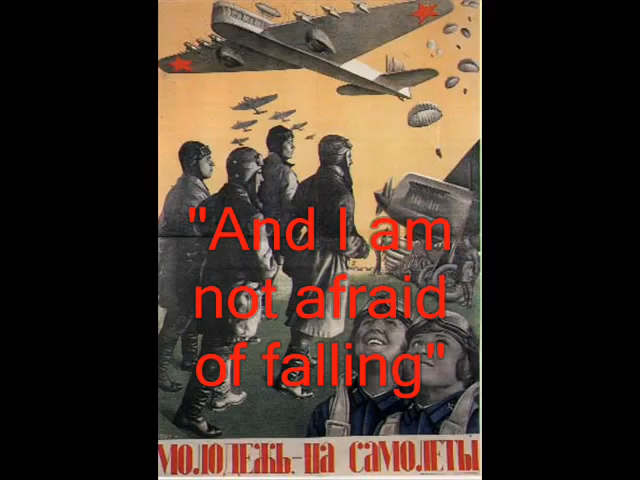 "And I am
not afraid
of falling"
МОЛОДЕЖЬ,-НА САМОЛЕТЫ